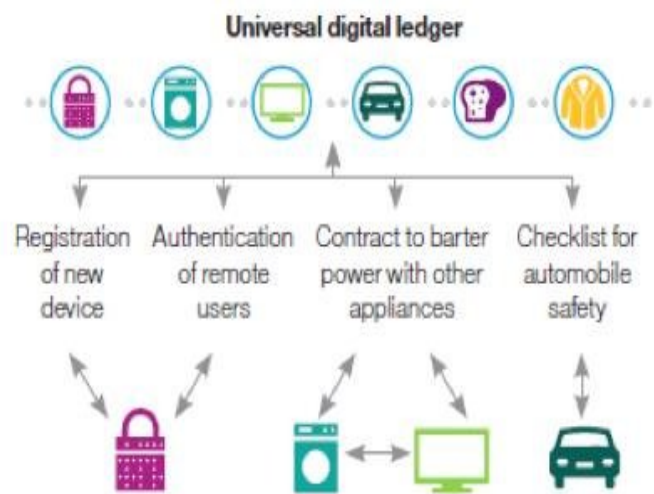 Universal digital ledger
Registration of new device
Authentication of remote users
Contract to barter power with other appliances
Checklist for automobile safety